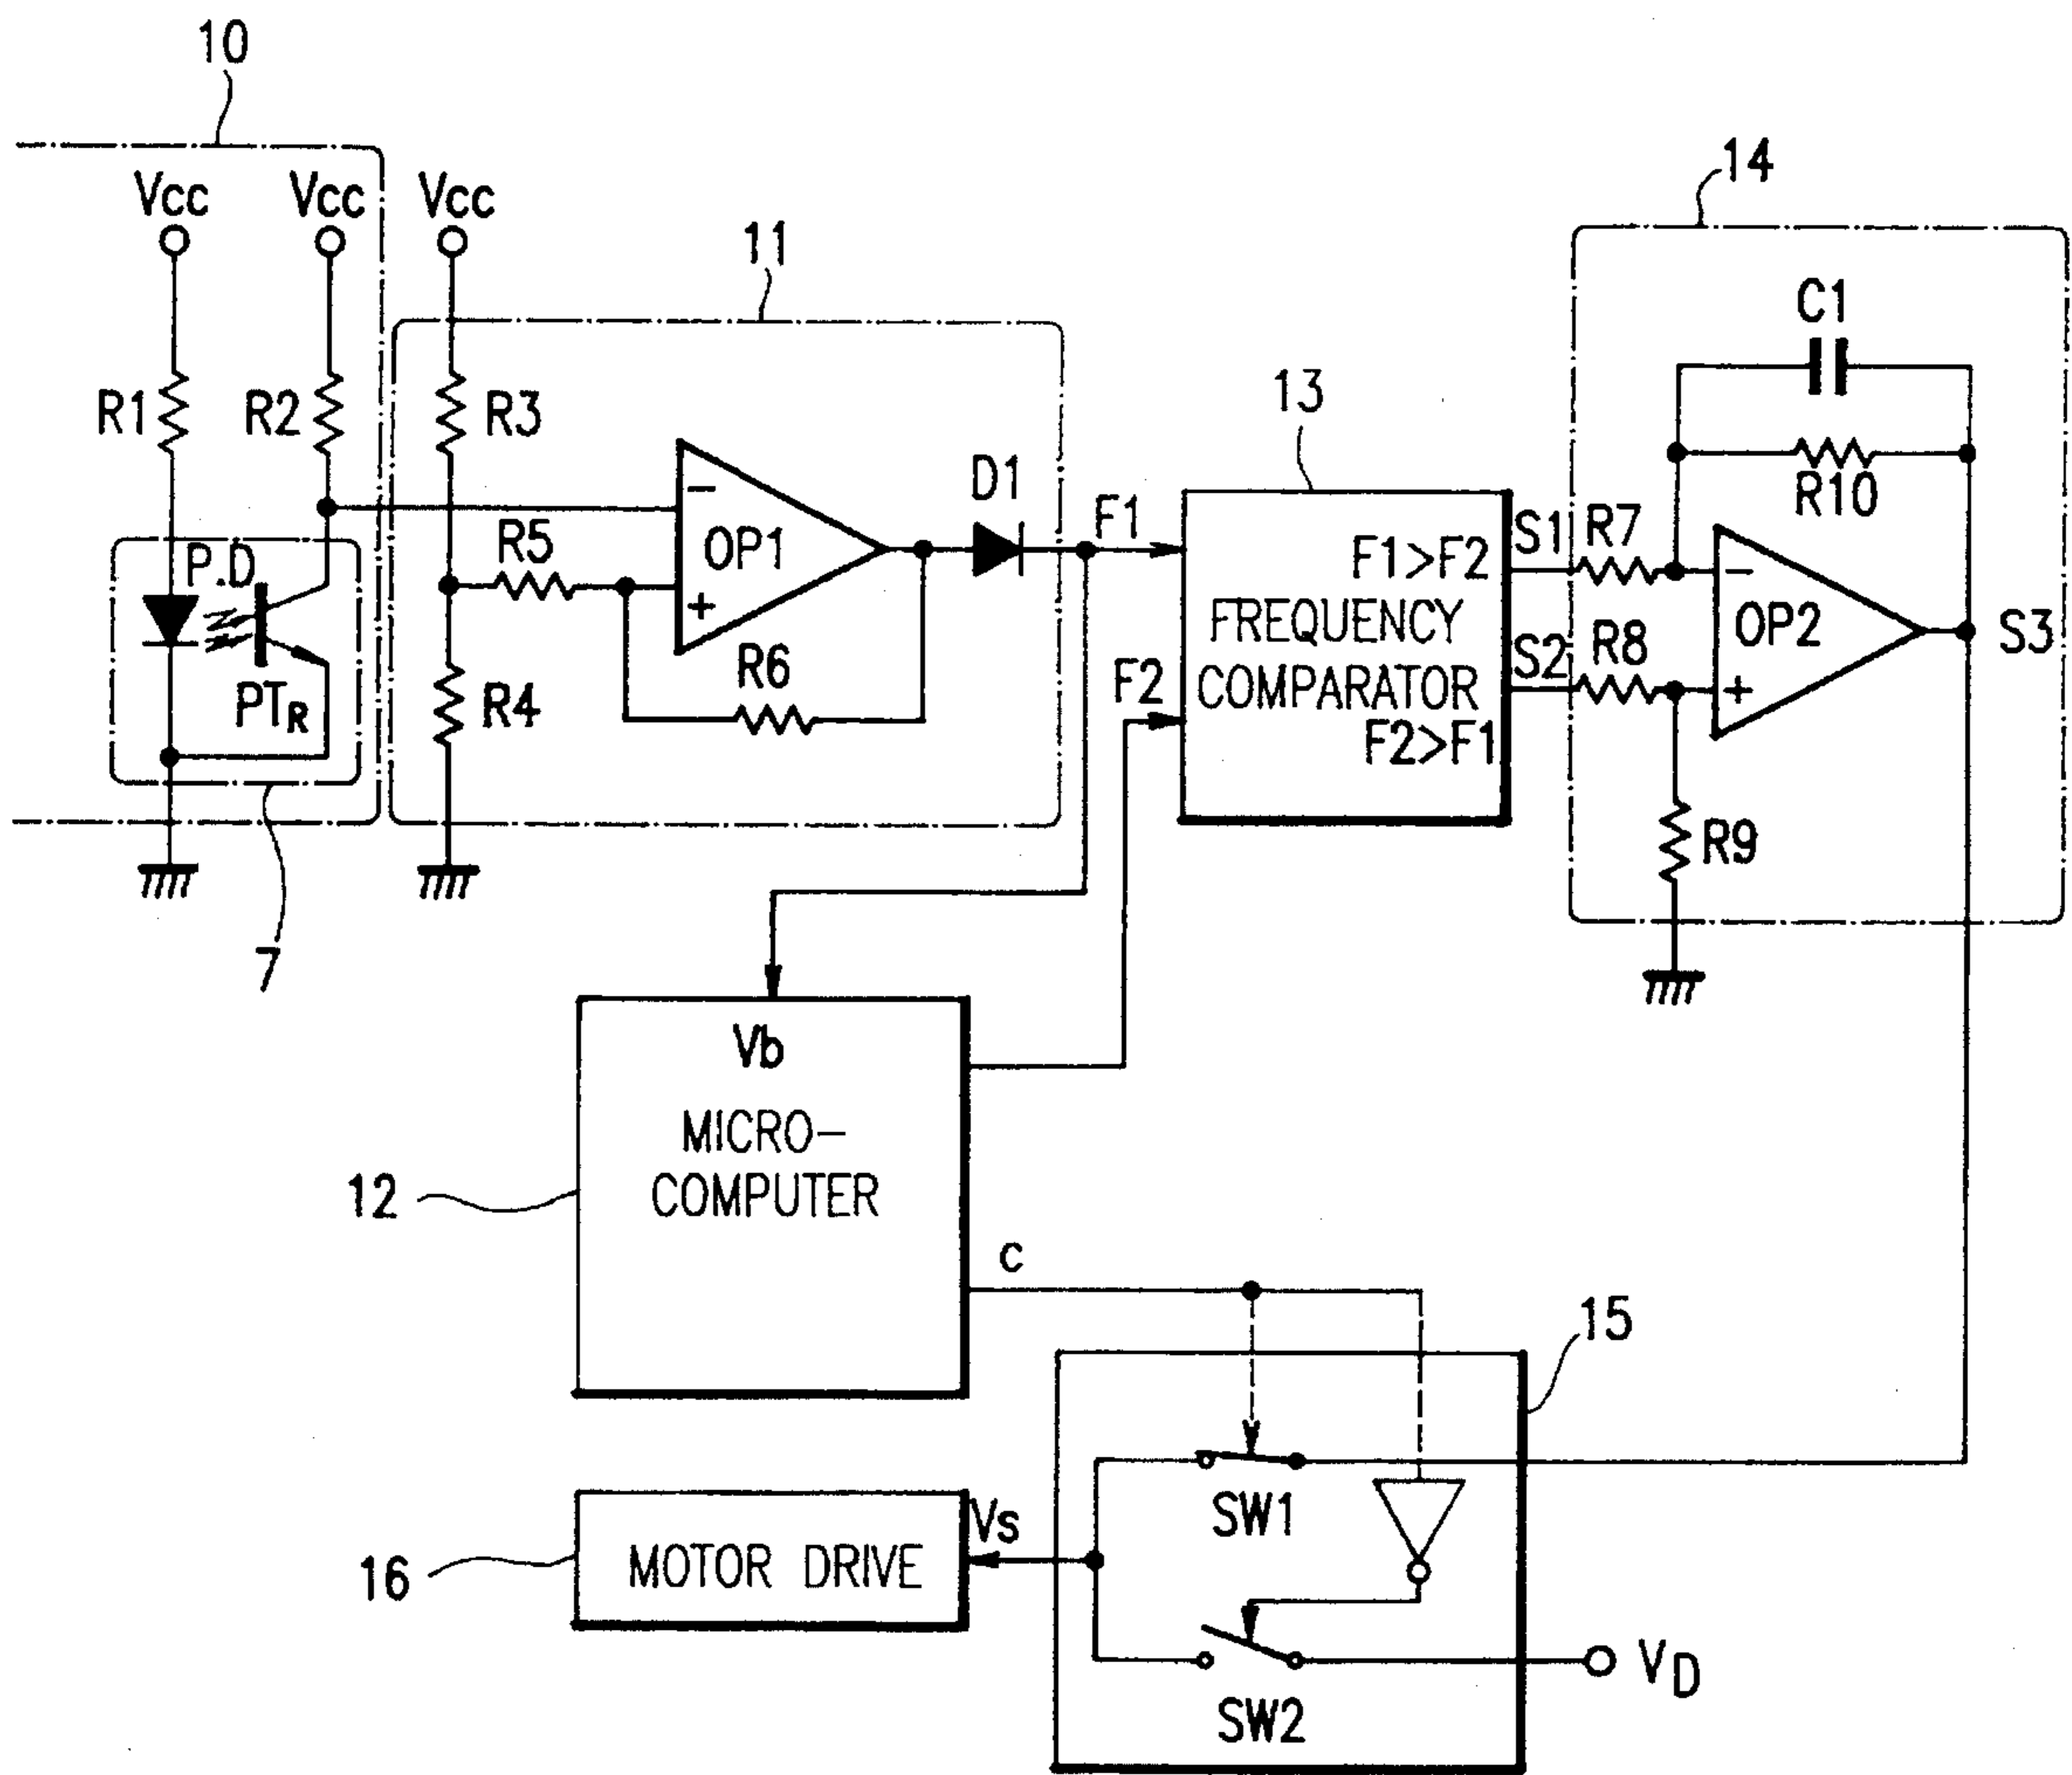 10
Vcc
Vcc
Vcc
11
14
R1
R2
R3
C1
13
R10
D1
F1
R5
OP1
P.D
PTR
R4
R6
F2
F1>F2
FREQUENCY
COMPARATOR
F2>F1
S1
S2
R7
R8
OP2
S3
R9
7
Vb
MICRO-
COMPUTER
12
c
15
SW1
Vs
MOTOR DRIVE
16
SW2
VD